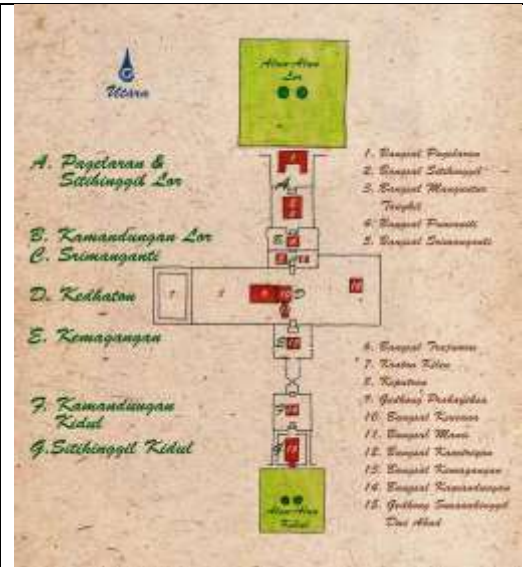 Alun-Alun
Lor
Utara
A. Pagelaran &
Sitihinggil Lor
B. Kamandungan Lor
C. Srimanganti
D. Kedhaton
E. Kemagangan
F. Kamandungan
Kidul
G. Sitihinggil Kidul
1. Bangsal Pagelaran
2. Bangsal Sitihinggil
3. Bangsal Manguntur
Tangkil
4. Bangsal Ponconiti
5. Bangsal Srimanganti
6. Bangsal Trajumas
7. Kraton Kilen
8. Keputren
9. Gedhong Prabayeksa
10. Bangsal Kencana
11. Bangsal Manis
12. Bangsal Kasatriyan
13. Bangsal Kemagangan
14. Bangsal Kamandungan
15. Gedhong Sasanahinggil
Dwi Abad
A
B
D
E
F
G
Alun-Alun
Kidul